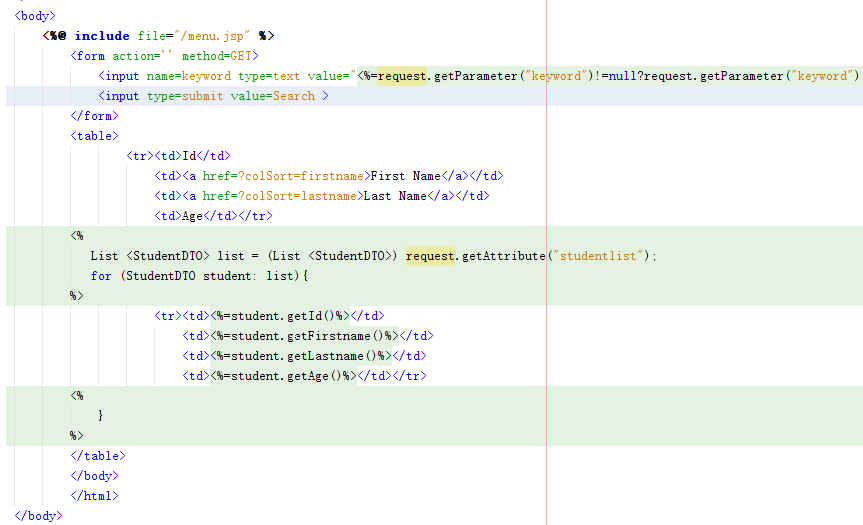 <body>
<%@ include file="/menu.jsp" %>
<form action='' method=GET>
<input name=keyword type=text value="<%=request.getParameter("keyword")!=null?request.getParameter("keyword")
<input type=submit value=Search >
</form>
<table>
<tr><td>Id</td>
<td><a href=?colSort=firstname>First Name</a></td>
<td><a href=?colSort=lastname>Last Name</a></td>
<td>Age</td></tr>
<%
List <StudentDTO> list = (List <StudentDTO>) request.getAttribute("studentlist");
for (StudentDTO student: list){
%>
<tr><td><%=student.getId()%></td>
<td><%=student.getFirstname()%></td>
<td><%=student.getLastname()%></td>
<td><%=student.getAge()%></td></tr>
<%
}
%>
</table>
</body>
</html>
</body>